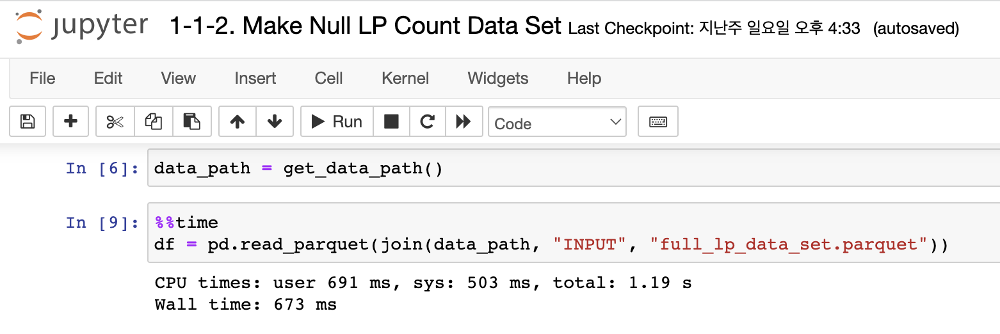 jupyter 1-1-2. Make Null LP Count Data Set Last Checkpoint: 지난주 일요일 오후 4:33 (autosaved)
File Edit View Insert Cell Kernel Widgets Help
Run Code
In [6]: data_path = get_data_path()
In [9]: %%time
df = pd.read_parquet(join(data_path, "INPUT", "full_lp_data_set.parquet"))
CPU times: user 691 ms, sys: 503 ms, total: 1.19 s
Wall time: 673 ms